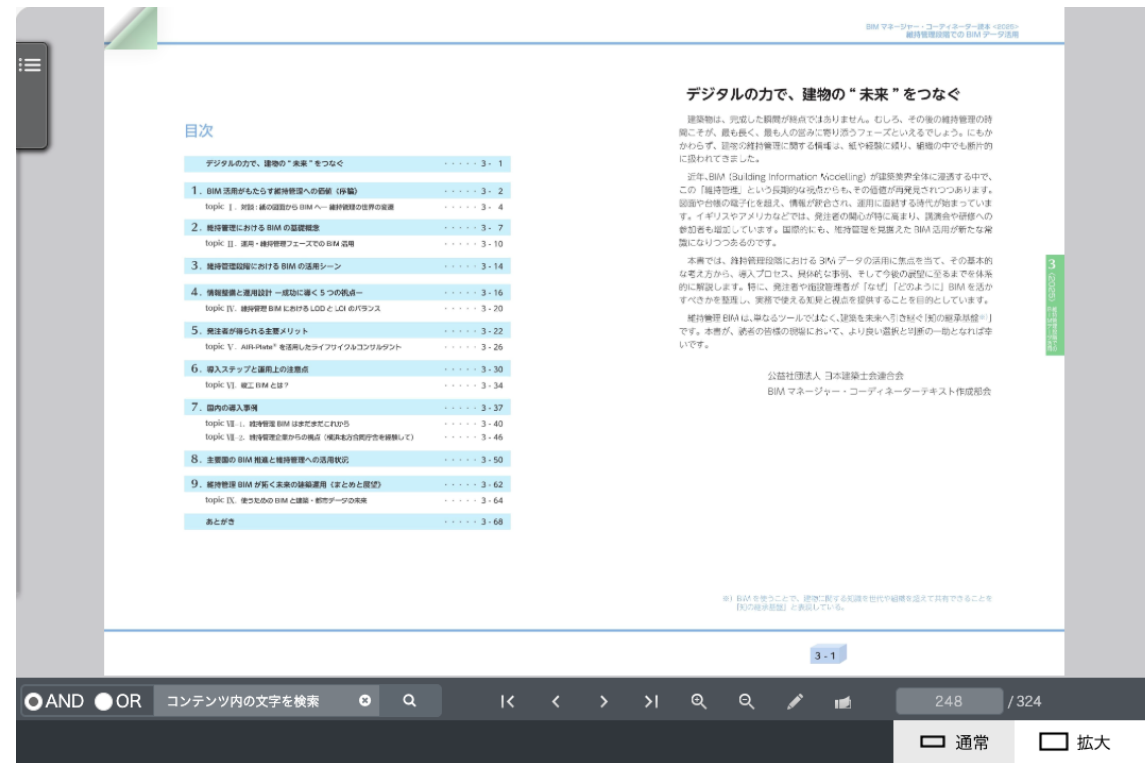 BIM マネージャー・コーディネーター読本 <2025>
維持管理段階での BIM データ活用
目次
デジタルの力で、建物の “ 未来 ” をつなぐ ・・・・・ 3 - 1
1．BIM 活用がもたらす維持管理への価値（序論） ・・・・・ 3 - 2
topic Ⅰ．対談：紙の図面から BIM へ― 維持管理の世界の変遷 ・・・・・ 3 - 4
2．維持管理における BIM の基礎概念 ・・・・・ 3 - 7
topic Ⅱ．運用・維持管理フェーズでの BIM 活用 ・・・・・ 3 - 10
3．維持管理段階における BIM の活用シーン ・・・・・ 3 - 14
4．情報整備と運用設計 ー成功に導く 5 つの視点ー ・・・・・ 3 - 16
topic Ⅳ．維持管理 BIM における LOD と LOI のバランス ・・・・・ 3 - 20
5．発注者が得られる主要メリット ・・・・・ 3 - 22
topic Ⅴ．AIR-Plate® を活用したライフサイクルコンサルタント ・・・・・ 3 - 26
6．導入ステップと運用上の注意点 ・・・・・ 3 - 30
topic Ⅵ．竣工 BIM とは？ ・・・・・ 3 - 34
7．国内の導入事例 ・・・・・ 3 - 37
topic Ⅶ - 1．維持管理 BIM はまだまだこれから ・・・・・ 3 - 40
topic Ⅶ - 2．維持管理企業からの視点（横浜地方合同庁舎を経験して） ・・・・・ 3 - 46
8．主要国の BIM 推進と維持管理への活用状況 ・・・・・ 3 - 50
9．維持管理 BIM が拓く未来の建築運用（まとめと展望） ・・・・・ 3 - 62
topic Ⅸ．使うための BIM と建築・都市データの未来 ・・・・・ 3 - 64
あとがき ・・・・・ 3 - 68
デジタルの力で、建物の “ 未来 ” をつなぐ
建築物は、完成した瞬間が終点ではありません。むしろ、その後の維持管理の時
間こそが、最も長く、最も人の営みに寄り添うフェーズといえるでしょう。にもか
かわらず、建物の維持管理に関する情報は、紙や経験に頼り、組織の中でも断片的
に扱われてきました。
近年、BIM (Building Information Modelling) が建築業界全体に浸透する中で、
この「維持管理」という長期的な視点からも、その価値が再発見されつつあります。
図面や台帳の電子化を超え、情報が統合され、運用に直結する時代が始まっていま
す。イギリスやアメリカなどでは、発注者の関心が特に高まり、講演会や研修への
参加者も増加しています。国際的にも、維持管理を見据えた BIM 活用が新たな常
識になりつつあるのです。
本書では、維持管理段階における BIM データの活用に焦点を当て、その基本的
な考え方から、導入プロセス、具体的な事例、そして今後の展望に至るまでを体系
的に解説します。特に、発注者や施設管理者が「なぜ」「どのように」BIM を活か
すべきかを整理し、実務で使える知見と視点を提供することを目的としています。
維持管理 BIM は、単なるツールではなく、建築を未来へ引き継ぐ「知の継承基盤※）」
です。本書が、読者の皆様の現場において、より良い選択と判断の一助となれば幸
いです。
公益社団法人 日本建築士会連合会
BIM マネージャー・コーディネーターテキスト作成部会
※）BIM を使うことで、建物に関する知識を世代や組織を超えて共有できることを
「知の継承基盤」と表現している。
3 - 1
3
AND OR コンテンツ内の文字を検索 248 / 324
通常 拡大